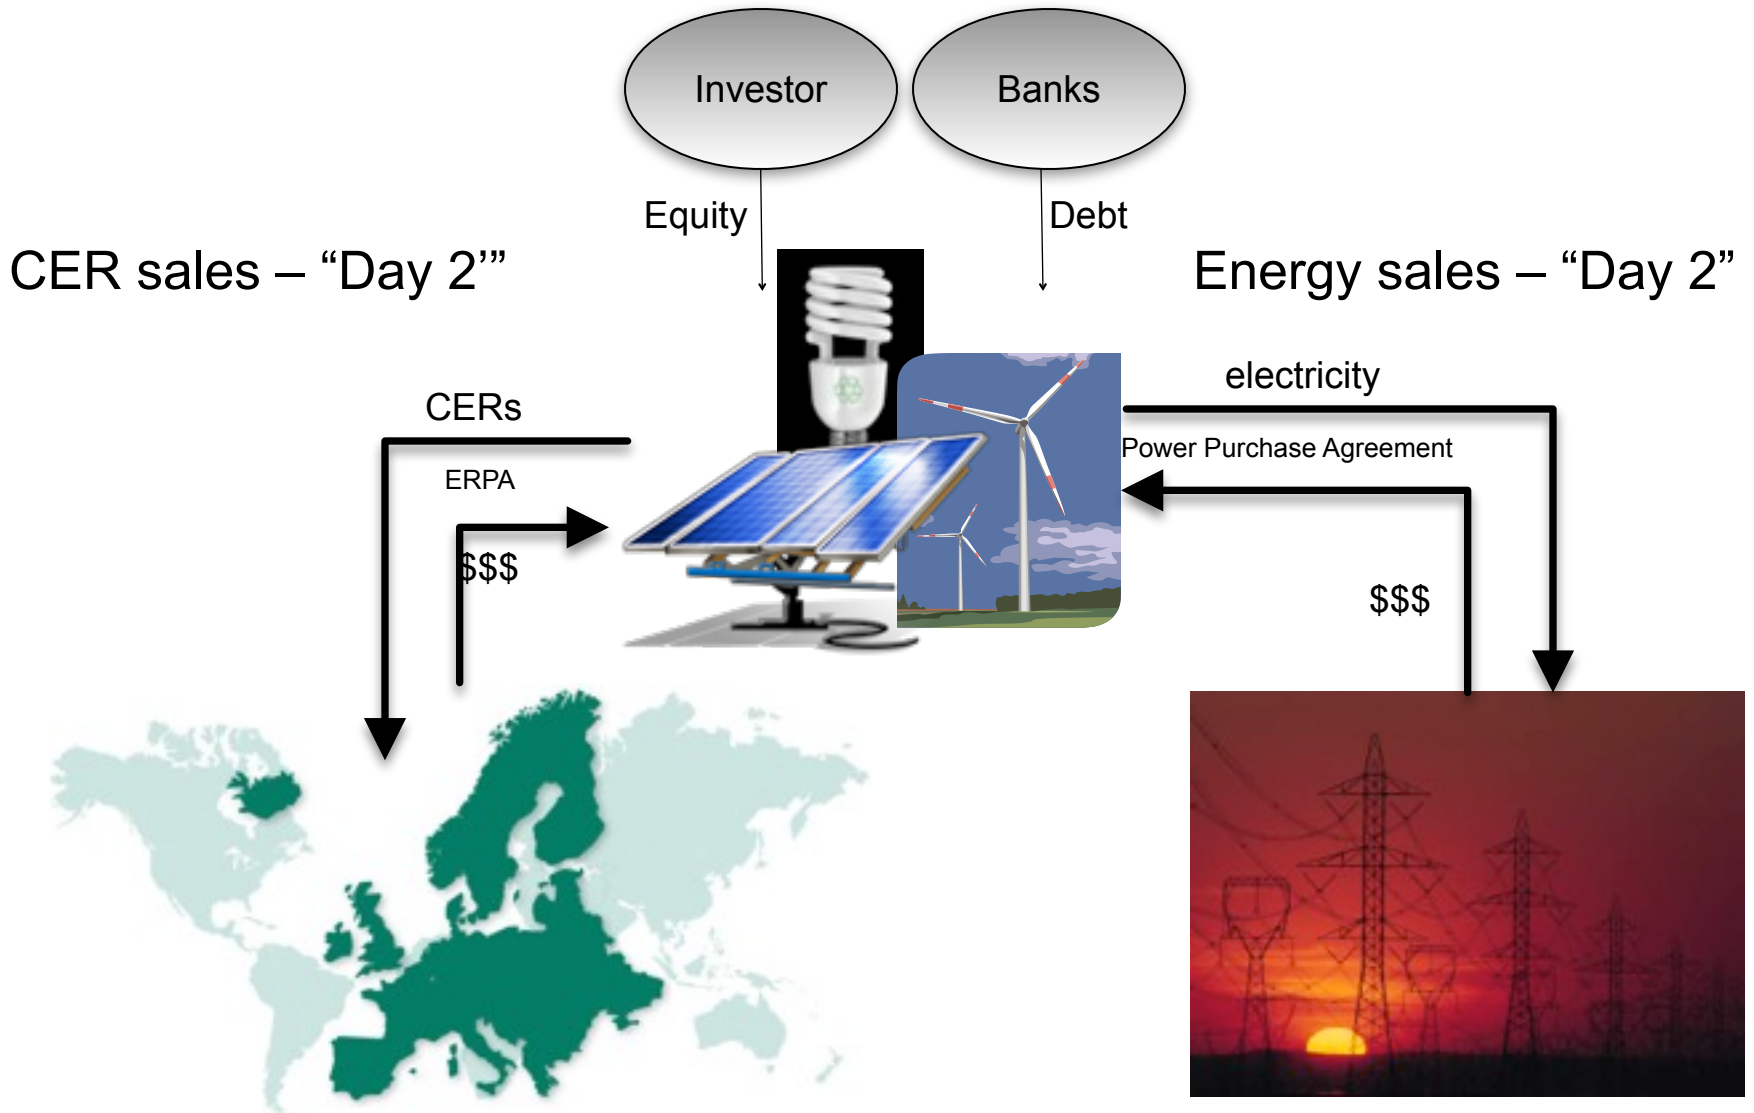 Investor
Banks
Equity
Debt
CER sales – “Day 2’”
Energy sales – “Day 2”
electricity
CERs
Power Purchase Agreement
ERPA
$$$
$$$